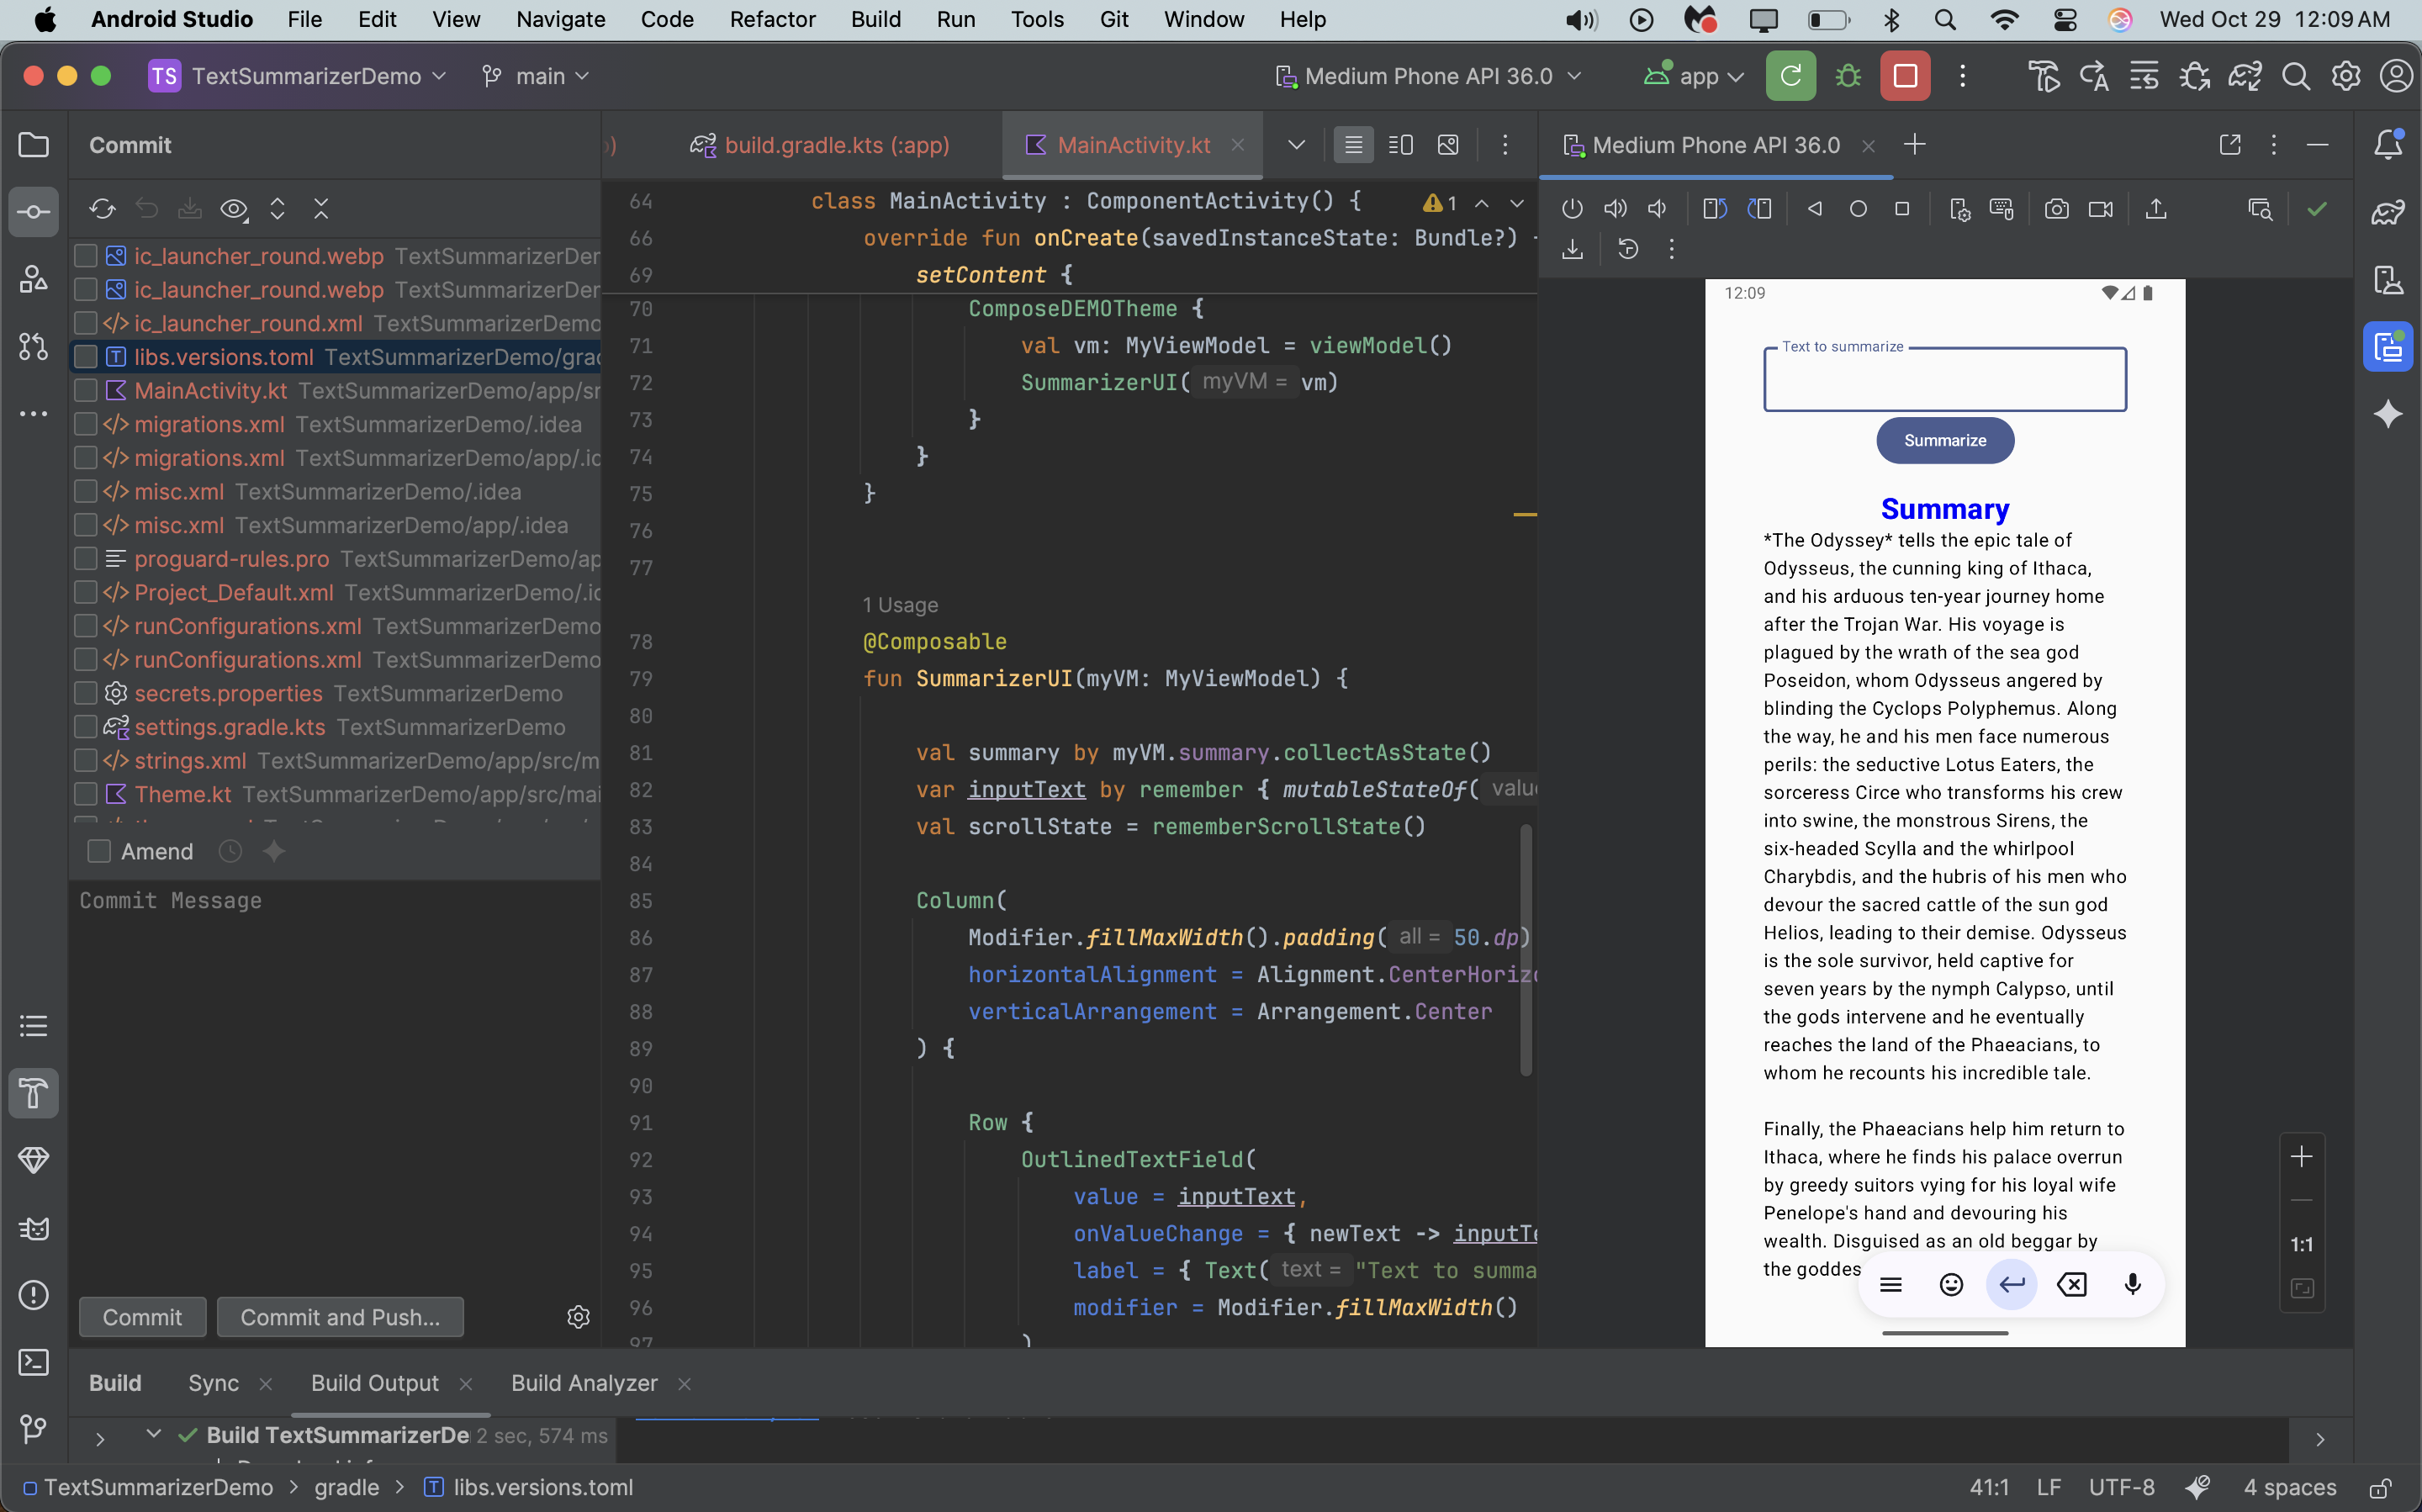 Android Studio File Edit View Navigate Code Refactor Build Run Tools Git Window Help Wed Oct 29 12:09 AM
TS TextSummarizerDemo main Medium Phone API 36.0 app
Commit
build.gradle.kts (:app) MainActivity.kt
Medium Phone API 36.0
ic_launcher_round.webp TextSummarizerDer
ic_launcher_round.webp TextSummarizerDer
ic_launcher_round.xml TextSummarizerDemo
libs.versions.toml TextSummarizerDemo/grad
MainActivity.kt TextSummarizerDemo/app/sr
migrations.xml TextSummarizerDemo/.idea
migrations.xml TextSummarizerDemo/app/.id
misc.xml TextSummarizerDemo/.idea
misc.xml TextSummarizerDemo/app/.idea
proguard-rules.pro TextSummarizerDemo/ap
Project_Default.xml TextSummarizerDemo/.ic
runConfigurations.xml TextSummarizerDemo
runConfigurations.xml TextSummarizerDemo
secrets.properties TextSummarizerDemo
settings.gradle.kts TextSummarizerDemo
strings.xml TextSummarizerDemo/app/src/m
Theme.kt TextSummarizerDemo/app/src/mai
Amend
Commit Message
Commit Commit and Push...
64 class MainActivity : ComponentActivity() { 1
66 override fun onCreate(savedInstanceState: Bundle?)
69 setContent {
70 ComposeDEMOTheme {
71 val vm: MyViewModel = viewModel()
72 SummarizerUI( myVM = vm)
73 }
74 }
75 }
76
77
1 Usage
78 @Composable
79 fun SummarizerUI(myVM: MyViewModel) {
80
81 val summary by myVM.summary.collectAsState()
82 var inputText by remember { mutableStateOf( value
83 val scrollState = rememberScrollState()
84
85 Column(
86 Modifier.fillMaxWidth().padding( all = 50.dp)
87 horizontalAlignment = Alignment.CenterHorizo
88 verticalArrangement = Arrangement.Center
89 ) {
90
91 Row {
92 OutlinedTextField(
93 value = inputText,
94 onValueChange = { newText -> inputTe
95 label = { Text( text = "Text to summa
96 modifier = Modifier.fillMaxWidth()
97 )
12:09
Text to summarize
Summarize
Summary
*The Odyssey* tells the epic tale of
Odysseus, the cunning king of Ithaca,
and his arduous ten-year journey home
after the Trojan War. His voyage is
plagued by the wrath of the sea god
Poseidon, whom Odysseus angered by
blinding the Cyclops Polyphemus. Along
the way, he and his men face numerous
perils: the seductive Lotus Eaters, the
sorceress Circe who transforms his crew
into swine, the monstrous Sirens, the
six-headed Scylla and the whirlpool
Charybdis, and the hubris of his men who
devour the sacred cattle of the sun god
Helios, leading to their demise. Odysseus
is the sole survivor, held captive for
seven years by the nymph Calypso, until
the gods intervene and he eventually
reaches the land of the Phaeacians, to
whom he recounts his incredible tale.
Finally, the Phaeacians help him return to
Ithaca, where he finds his palace overrun
by greedy suitors vying for his loyal wife
Penelope's hand and devouring his
wealth. Disguised as an old beggar by
the goddes
1:1
Build Sync Build Output Build Analyzer
Build TextSummarizerDe 2 sec, 574 ms
TextSummarizerDemo > gradle > libs.versions.toml 41:1 LF UTF-8 4 spaces